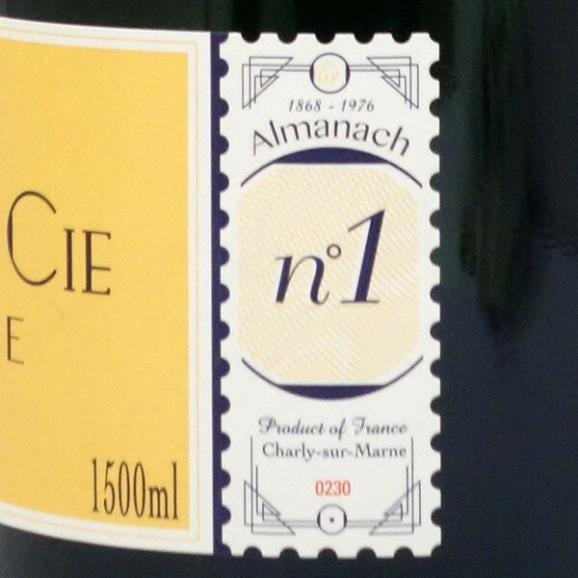 CIE
E
1500ml
1868 - 1976
Almanach
n°1
Product of France
Charly-sur-Marne
0230